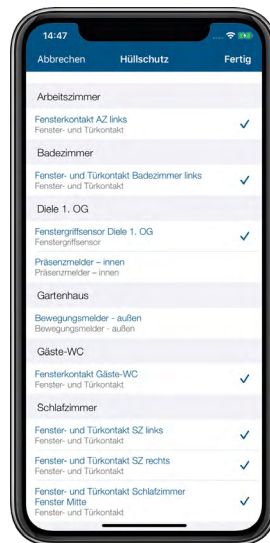 14:47
Abbrechen Hüllschutz Fertig
Arbeitszimmer
Fensterkontakt AZ links
Fenster- und Türkontakt
Badezimmer
Fenster- und Türkontakt Badezimmer links
Fenster- und Türkontakt
Diele 1. OG
Fenstergriffsensor Diele 1. OG
Fenstergriffsensor
Präsenzmelder – innen
Präsenzmelder – innen
Gartenhaus
Bewegungsmelder - außen
Bewegungsmelder - außen
Gäste-WC
Fensterkontakt Gäste-WC
Fenster- und Türkontakt
Schlafzimmer
Fenster- und Türkontakt SZ links
Fenster- und Türkontakt
Fenster- und Türkontakt SZ rechts
Fenster- und Türkontakt
Fenster- und Türkontakt Schlafzimmer
Fenster Mitte
Fenster- und Türkontakt